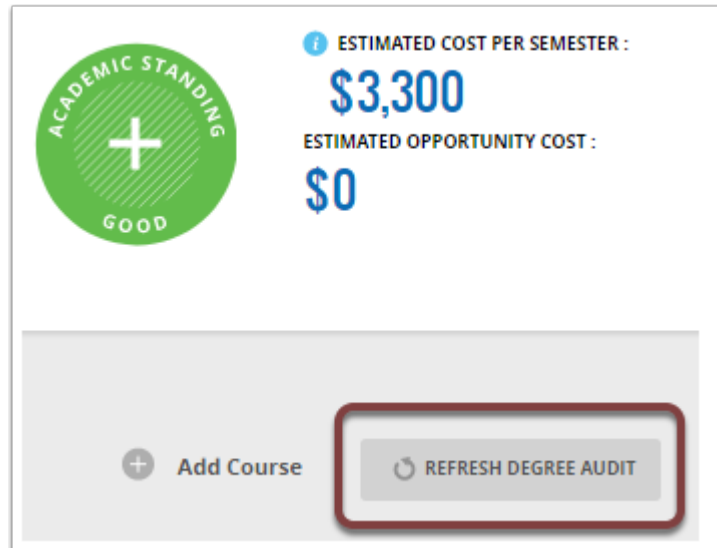 ACADEMIC STANDING
GOOD
ESTIMATED COST PER SEMESTER :
$3,300
ESTIMATED OPPORTUNITY COST :
$0
Add Course
REFRESH DEGREE AUDIT